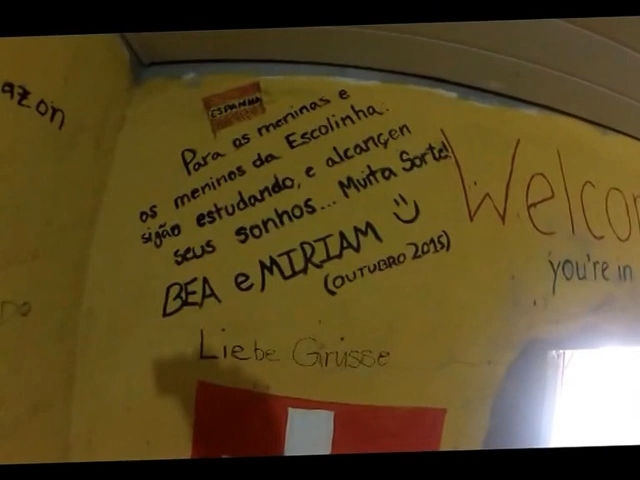 azon
ESPANHA
Para as meninas e
os meninos da Escolinha.
sigão estudando, e alcançen
seus sonhos... Muita Sorte!
BEA e MIRIAM
(OUTUBRO 2015)
Welcom
you're in
Liebe Grüsse